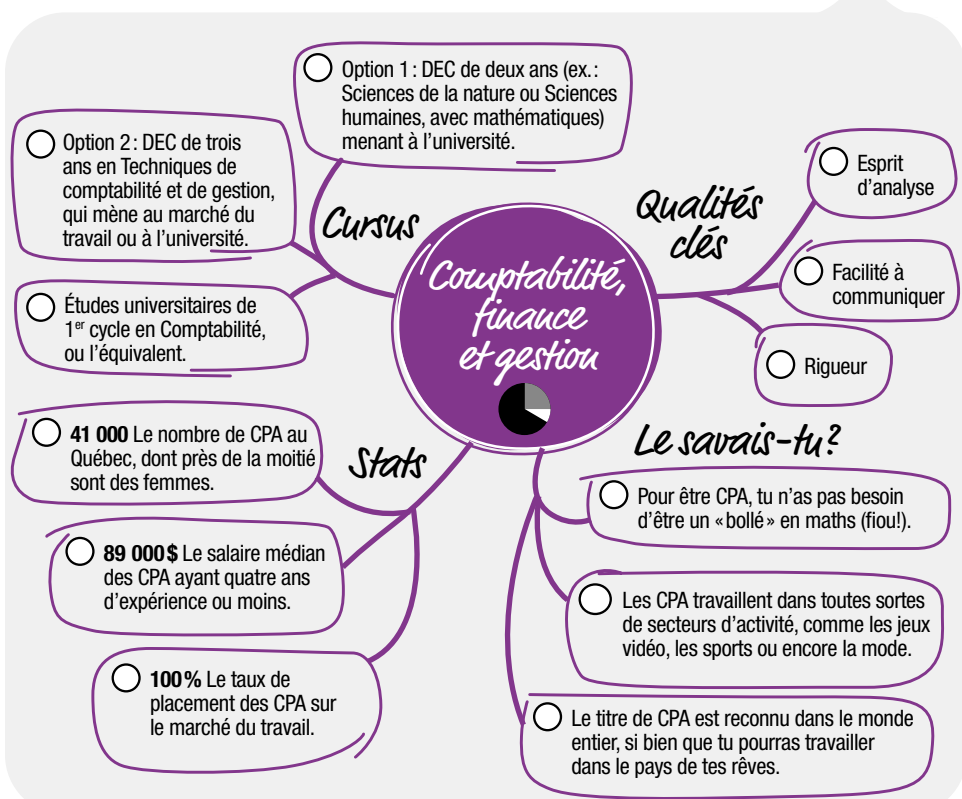 Comptabilité,
finance
et gestion
Cursus
Option 1 : DEC de deux ans (ex. :
Sciences de la nature ou Sciences
humaines, avec mathématiques)
menant à l'université.
Option 2 : DEC de trois
ans en Techniques de
comptabilité et de gestion,
qui mène au marché du
travail ou à l'université.
Études universitaires de
1er cycle en Comptabilité,
ou l'équivalent.
Qualités
clés
Esprit
d'analyse
Facilité à
communiquer
Rigueur
Stats
41 000 Le nombre de CPA au
Québec, dont près de la moitié
sont des femmes.
89 000 $ Le salaire médian
des CPA ayant quatre ans
d'expérience ou moins.
100 % Le taux de
placement des CPA sur
le marché du travail.
Le savais-tu?
Pour être CPA, tu n'as pas besoin
d'être un « bollé » en maths (fiou!).
Les CPA travaillent dans toutes sortes
de secteurs d'activité, comme les jeux
vidéo, les sports ou encore la mode.
Le titre de CPA est reconnu dans le monde
entier, si bien que tu pourras travailler
dans le pays de tes rêves.